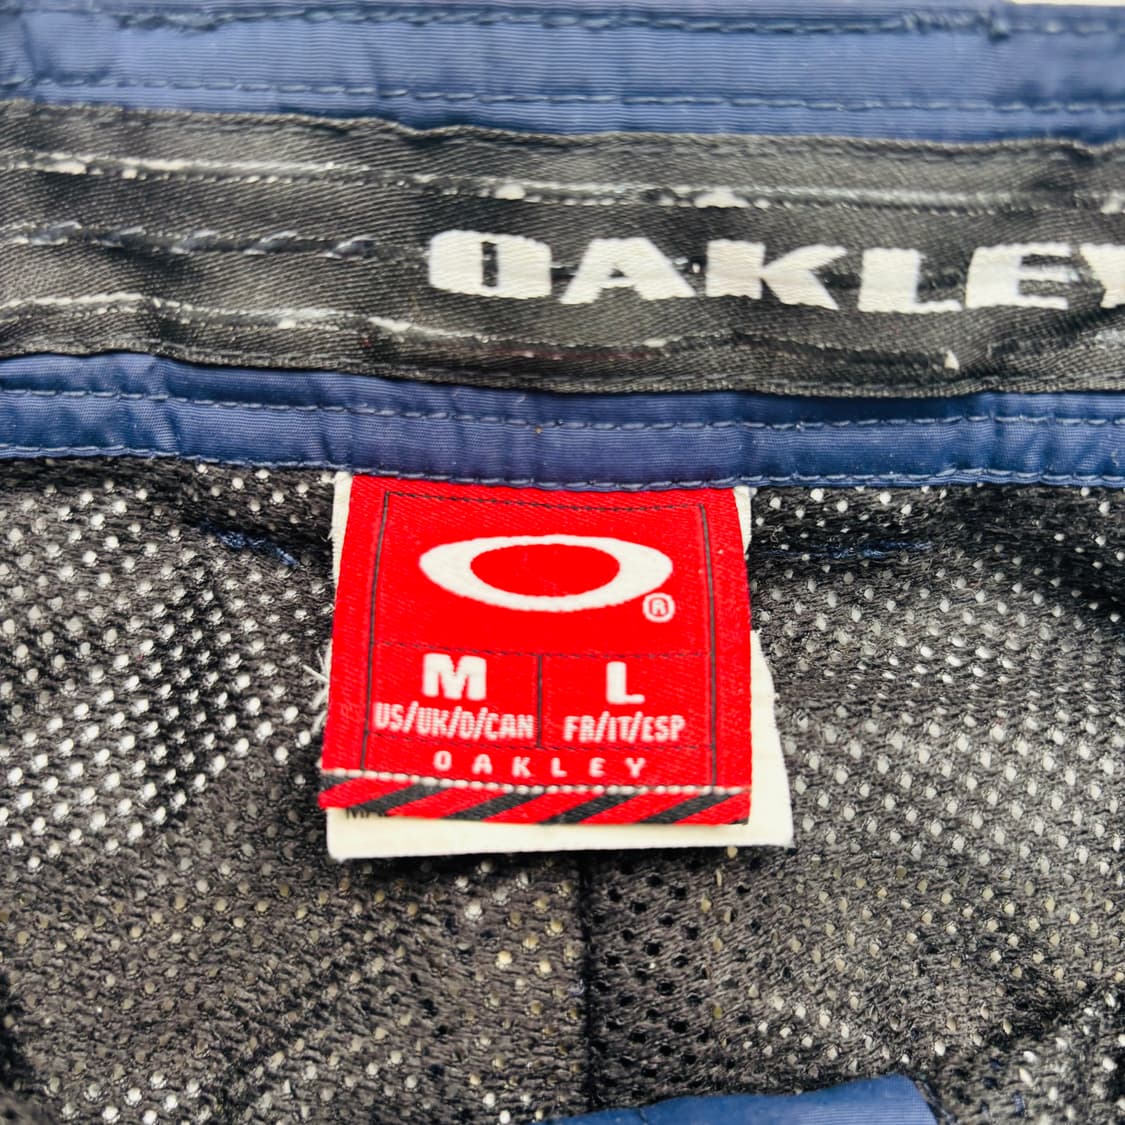 OAKLEY
®
M L
US/UK/D/CAN FR/IT/ESP
OAKLEY